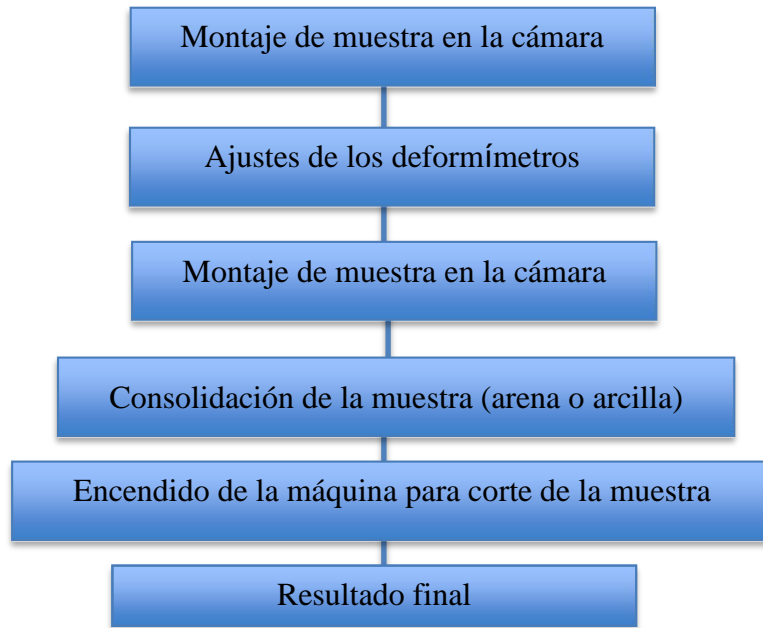 Montaje de muestra en la cámara
Ajustes de los deformímetros
Montaje de muestra en la cámara
Consolidación de la muestra (arena o arcilla)
Encendido de la máquina para corte de la muestra
Resultado final